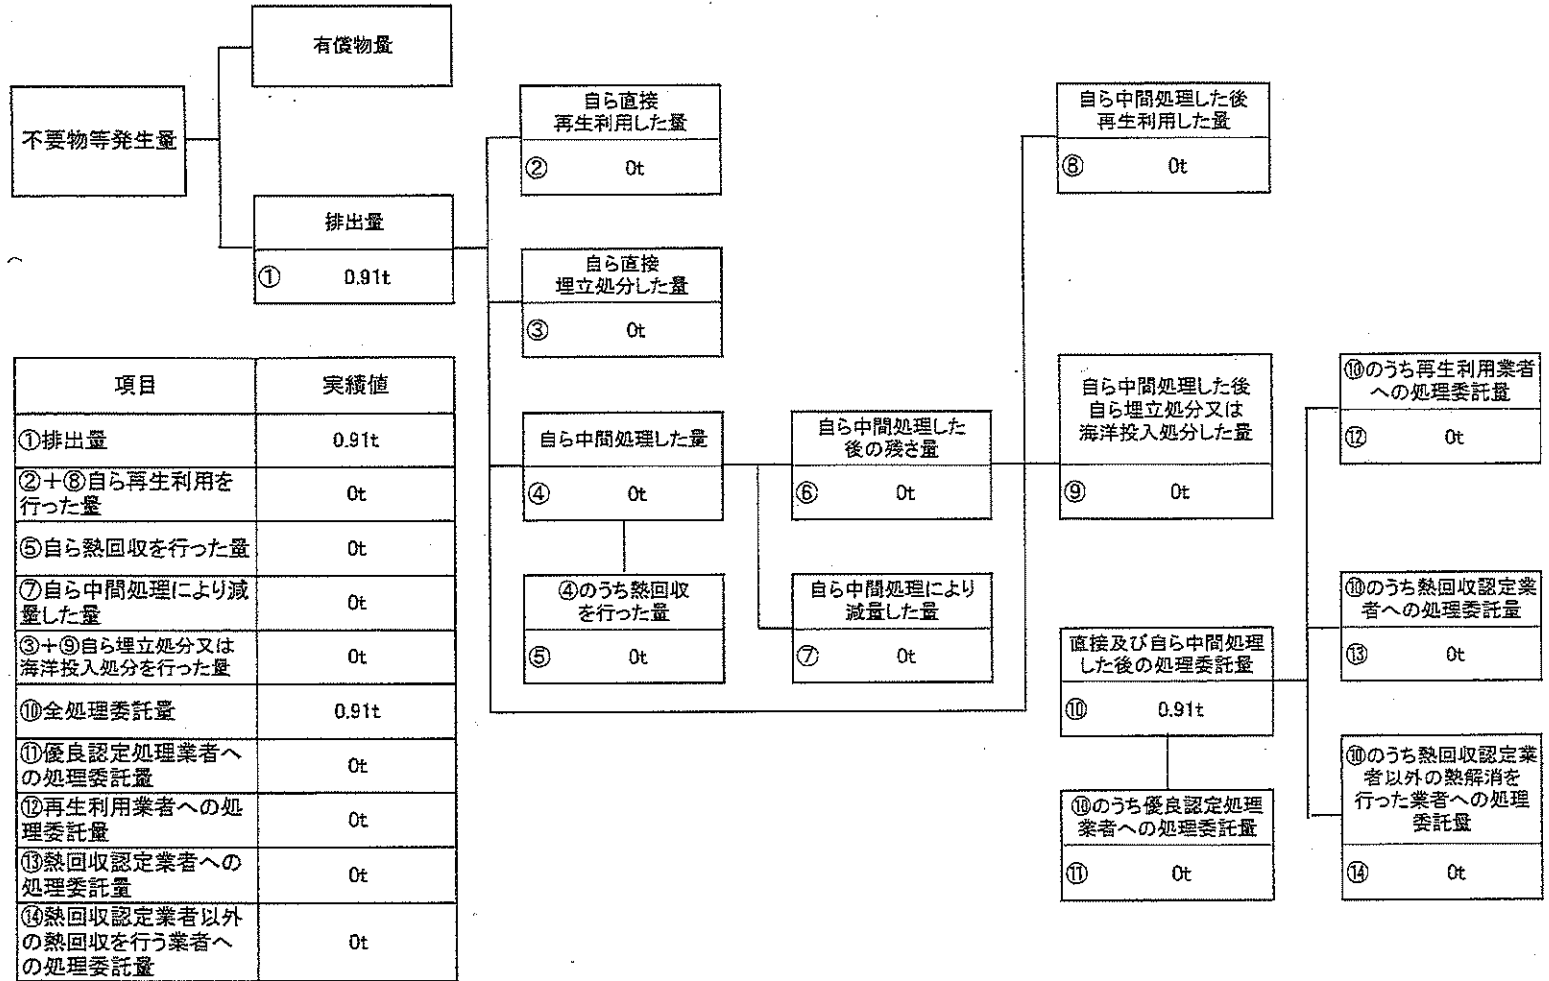 不要物等発生量
有償物量
排出量
① 0.91t
自ら直接
再生利用した量
② 0t
自ら直接
埋立処分した量
③ 0t
自ら中間処理した量
④ 0t
④のうち熱回収
を行った量
⑤ 0t
自ら中間処理した
後の残さ量
⑥ 0t
自ら中間処理により
減量した量
⑦ 0t
自ら中間処理した後
再生利用した量
⑧ 0t
自ら中間処理した後
自ら埋立処分又は
海洋投入処分した量
⑨ 0t
直接及び自ら中間処理
した後の処理委託量
⑩ 0.91t
⑩のうち優良認定処理
業者への処理委託量
⑪ 0t
⑩のうち再生利用業者
への処理委託量
⑫ 0t
⑩のうち熱回収認定業
者への処理委託量
⑬ 0t
⑩のうち熱回収認定業
者以外の熱解消を
行った業者への処理
委託量
⑭ 0t
項目 実績値
①排出量 0.91t
②+⑧自ら再生利用を
行った量 0t
⑤自ら熱回収を行った量 0t
⑦自ら中間処理により減
量した量 0t
③+⑨自ら埋立処分又は
海洋投入処分を行った量 0t
⑩全処理委託量 0.91t
⑪優良認定処理業者へ
の処理委託量 0t
⑫再生利用業者への処
理委託量 0t
⑬熱回収認定業者への
処理委託量 0t
⑭熱回収認定業者以外
の熱回収を行う業者へ
の処理委託量 0t